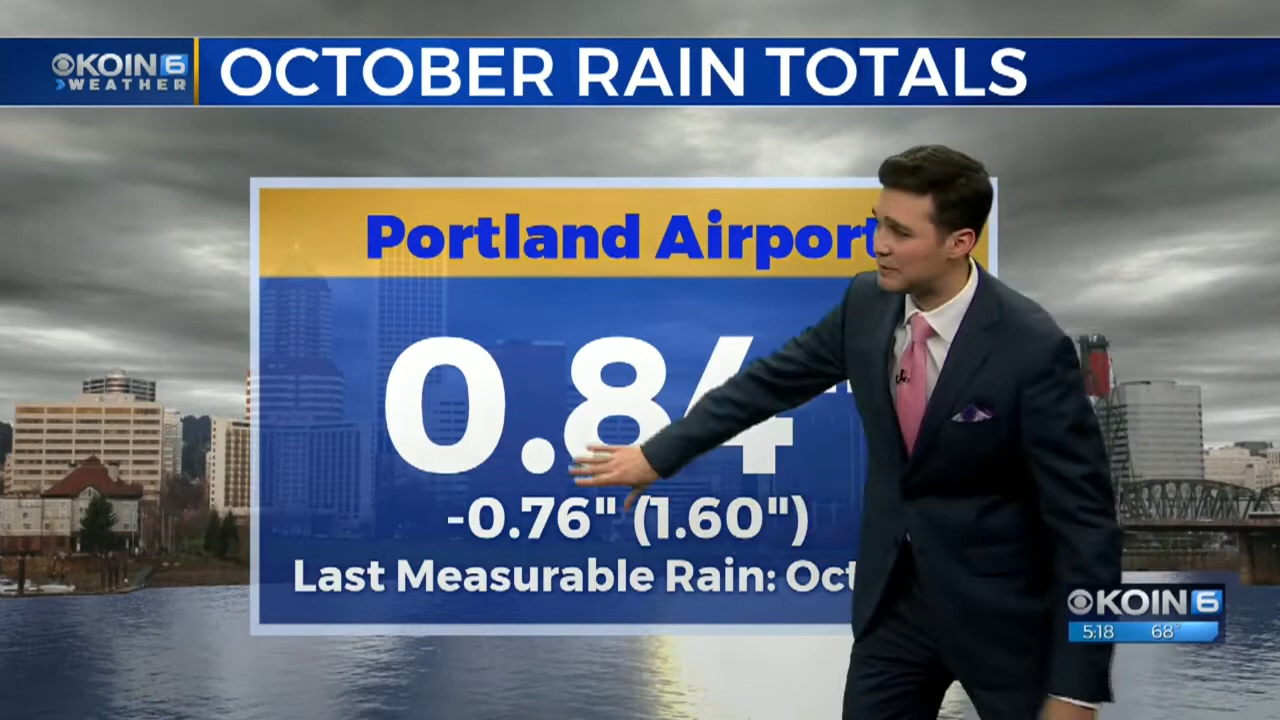 KOIN 6
WEATHER
OCTOBER RAIN TOTALS
Portland Airport
0.84"
-0.76" (1.60")
Last Measurable Rain: Oct
KOIN 6
5:18 68°